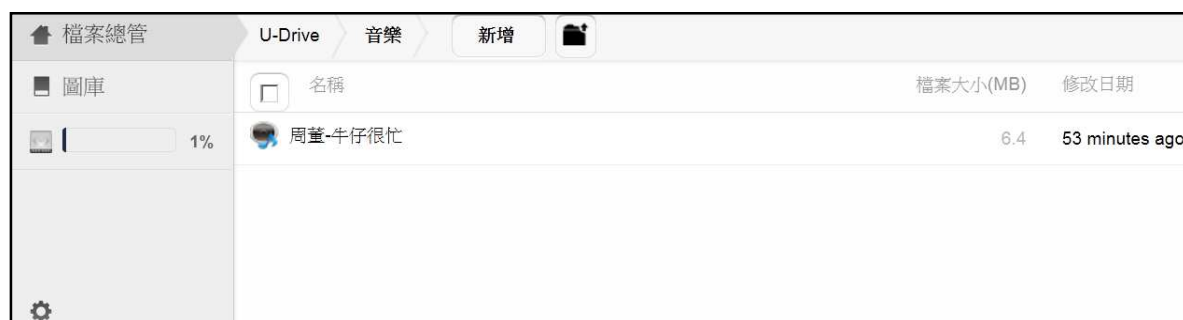 檔案總管
U-Drive 音樂 新增
圖庫
名稱 檔案大小(MB) 修改日期
1%
周董-牛仔很忙 6.4 53 minutes ago